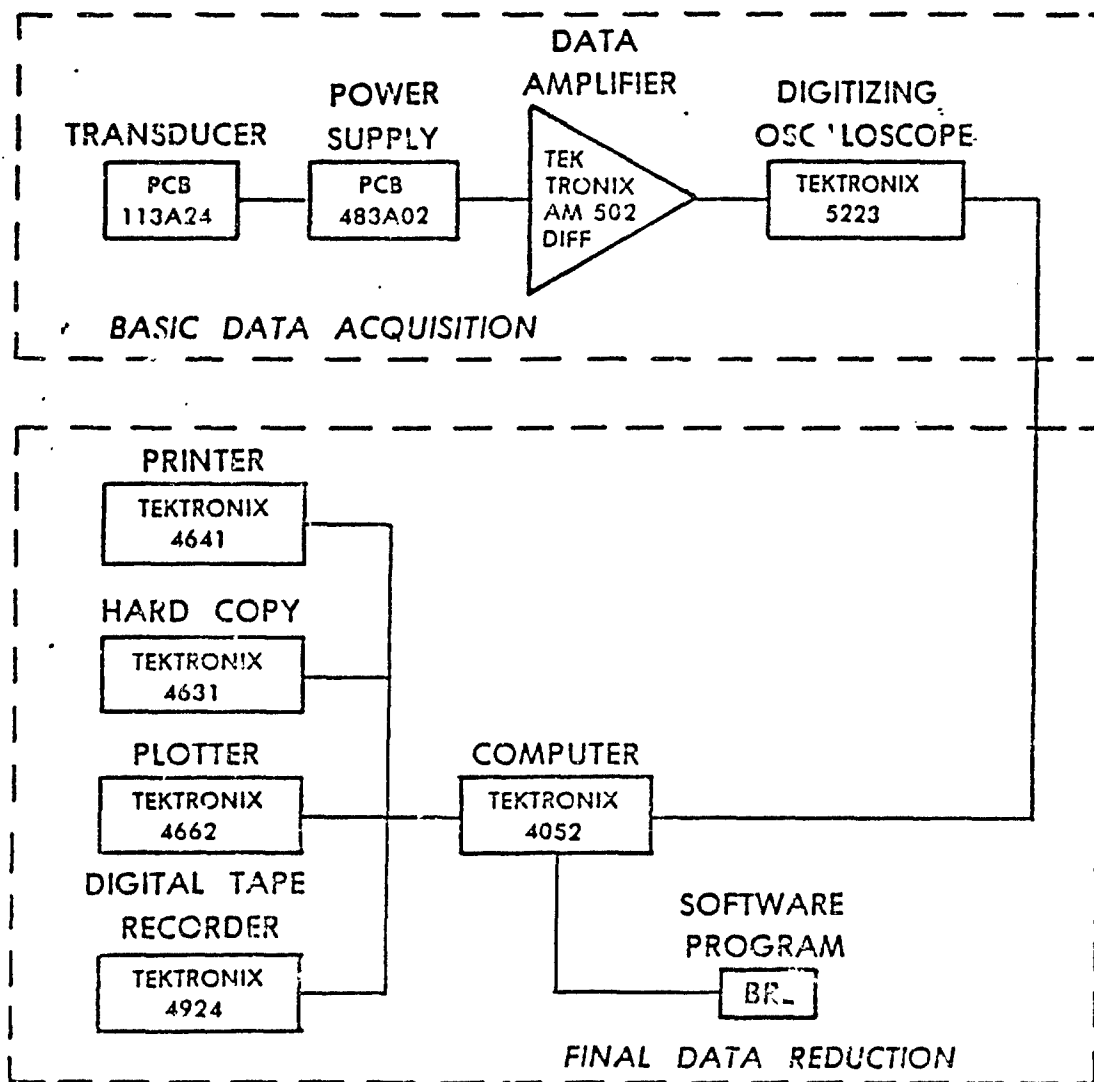 DATA
AMPLIFIER
POWER
SUPPLY
DIGITIZING
TRANSDUCER
PCB
113A24
PCB
483A02
TEK
TRONIX
AM 502
DIFF
TEKTRONIX
5223
BASIC DATA ACQUISITION
PRINTER
TEKTRONIX
4641
HARD COPY
TEKTRONIX
4631
PLOTTER
TEKTRONIX
4662
COMPUTER
TEKTRONIX
4052
DIGITAL TAPE
RECORDER
TEKTRONIX
4924
SOFTWARE
PROGRAM
FINAL DATA REDUCTION